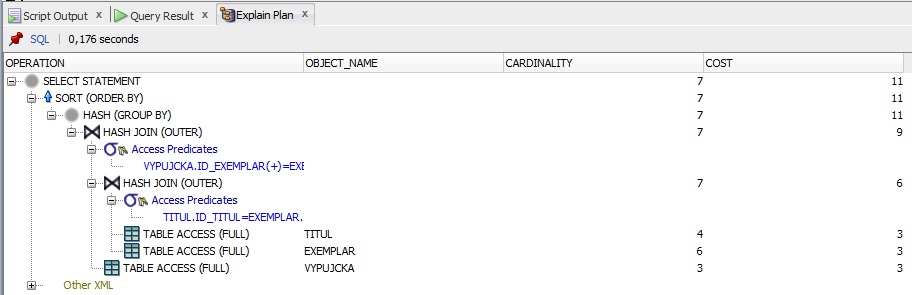 Script Output x Query Result x Explain Plan x
SQL | 0,176 seconds
OPERATION OBJECT_NAME CARDINALITY COST
SELECT STATEMENT 7 11
SORT (ORDER BY) 7 11
HASH (GROUP BY) 7 11
HASH JOIN (OUTER) 7 9
Access Predicates
VYPUJCKA.ID_EXEMPLAR(+)=EXE
HASH JOIN (OUTER) 7 6
Access Predicates
TITUL.ID_TITUL=EXEMPLAR.
TABLE ACCESS (FULL) TITUL 4 3
TABLE ACCESS (FULL) EXEMPLAR 6 3
TABLE ACCESS (FULL) VYPUJCKA 3 3
Other XML